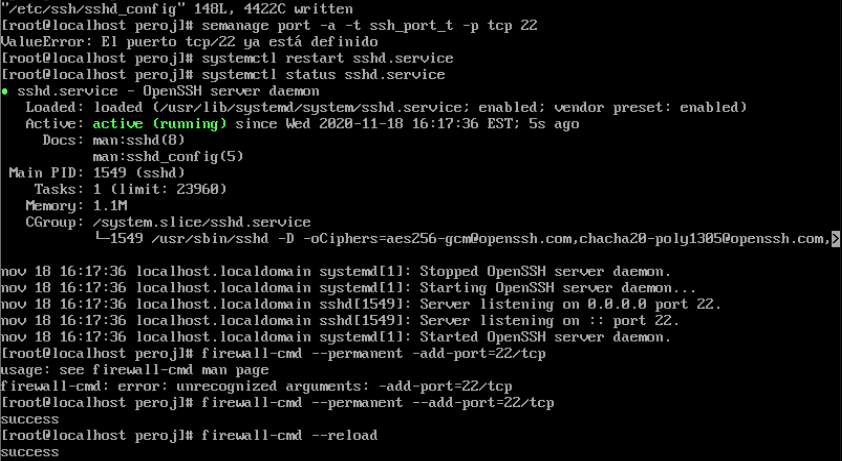 "/etc/ssh/sshd_config" 148L, 4422C written
[root@localhost peroj]# semanage port -a -t ssh_port_t -p tcp 22
ValueError: El puerto tcp/22 ya está definido
[root@localhost peroj]# systemctl restart sshd.service
[root@localhost peroj]# systemctl status sshd.service
● sshd.service - OpenSSH server daemon
   Loaded: loaded (/usr/lib/systemd/system/sshd.service; enabled; vendor preset: enabled)
   Active: active (running) since Wed 2020-11-18 16:17:36 EST; 5s ago
     Docs: man:sshd(8)
           man:sshd_config(5)
 Main PID: 1549 (sshd)
    Tasks: 1 (limit: 23960)
   Memory: 1.1M
   CGroup: /system.slice/sshd.service
           └─1549 /usr/sbin/sshd -D -oCiphers=aes256-gcm@openssh.com,chacha20-poly1305@openssh.com,>
nov 18 16:17:36 localhost.localdomain systemd[1]: Stopped OpenSSH server daemon.
nov 18 16:17:36 localhost.localdomain systemd[1]: Starting OpenSSH server daemon...
nov 18 16:17:36 localhost.localdomain sshd[1549]: Server listening on 0.0.0.0 port 22.
nov 18 16:17:36 localhost.localdomain sshd[1549]: Server listening on :: port 22.
nov 18 16:17:36 localhost.localdomain systemd[1]: Started OpenSSH server daemon.
[root@localhost peroj]# firewall-cmd --permanent -add-port=22/tcp
usage: see firewall-cmd man page
firewall-cmd: error: unrecognized arguments: -add-port=22/tcp
[root@localhost peroj]# firewall-cmd --permanent --add-port=22/tcp
success
[root@localhost peroj]# firewall-cmd --reload
success